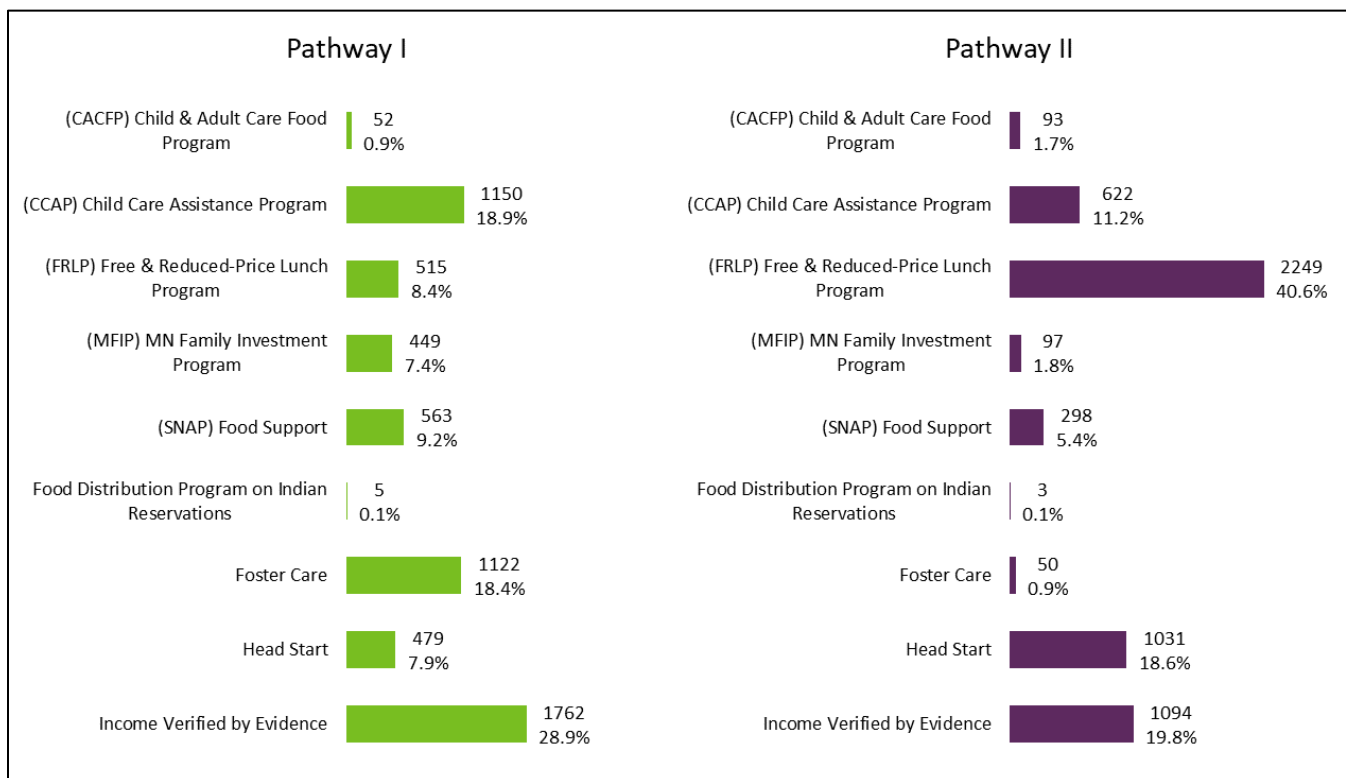 Pathway I
(CACFP) Child & Adult Care Food
Program
52
0.9%
(CCAP) Child Care Assistance Program
1150
18.9%
(FRLP) Free & Reduced-Price Lunch
Program
515
8.4%
(MFIP) MN Family Investment
Program
449
7.4%
(SNAP) Food Support
563
9.2%
Food Distribution Program on Indian
Reservations
5
0.1%
Foster Care
1122
18.4%
Head Start
479
7.9%
Income Verified by Evidence
1762
28.9%
Pathway II
(CACFP) Child & Adult Care Food
Program
93
1.7%
(CCAP) Child Care Assistance Program
622
11.2%
(FRLP) Free & Reduced-Price Lunch
Program
2249
40.6%
(MFIP) MN Family Investment
Program
97
1.8%
(SNAP) Food Support
298
5.4%
Food Distribution Program on Indian
Reservations
3
0.1%
Foster Care
50
0.9%
Head Start
1031
18.6%
Income Verified by Evidence
1094
19.8%